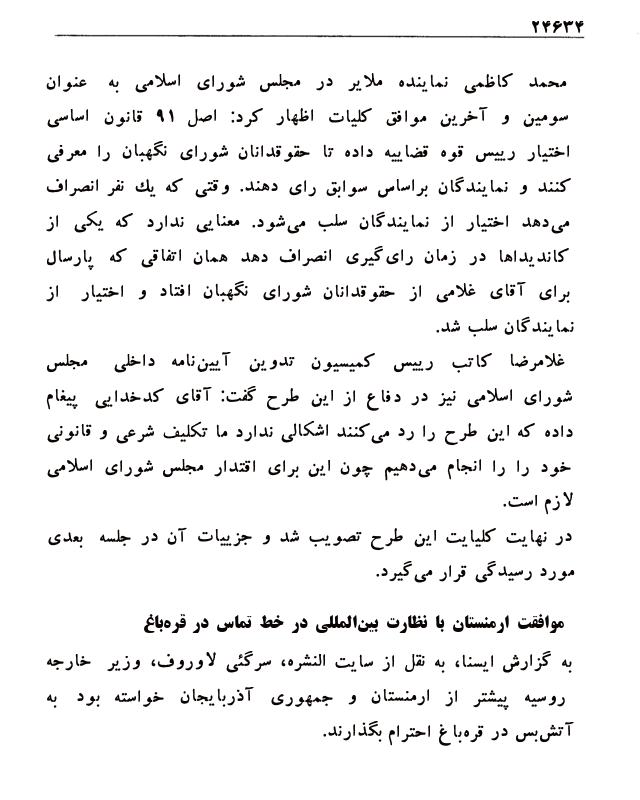 ۲۴۶۳۴
محمد کاظمی نماینده ملایر در مجلس شورای اسلامی به عنوان
سومین و آخرین موافق کلیات اظهار کرد: اصل ۹۱ قانون اساسی
اختیار رییس قوه قضاییه داده تا حقوقدانان شورای نگهبان را معرفی
کنند و نمایندگان براساس سوابق رای دهند. وقتی که یك نفر انصراف
می‌دهد اختیار از نمایندگان سلب می‌شود. معنایی ندارد که یکی از
کاندیداها در زمان رای‌گیری انصراف دهد همان اتفاقی که پارسال
برای آقای غلامی از حقوقدانان شورای نگهبان افتاد و اختیار از
نمایندگان سلب شد.
غلامرضا کاتب رییس کمیسیون تدوین آیین‌نامه داخلی مجلس
شورای اسلامی نیز در دفاع از این طرح گفت: آقای کدخدایی پیغام
داده که این طرح را رد می‌کنند اشکالی ندارد ما تکلیف شرعی و قانونی
خود را را انجام می‌دهیم چون این برای اقتدار مجلس شورای اسلامی
لازم است.
در نهایت کلیایت این طرح تصویب شد و جزییات آن در جلسه بعدی
مورد رسیدگی قرار می‌گیرد.
موافقت ارمنستان با نظارت بین‌المللی در خط تماس در قره‌باغ
به گزارش ایسنا، به نقل از سایت النشره، سرگئی لاوروف، وزیر خارجه
روسیه پیشتر از ارمنستان و جمهوری آذربایجان خواسته بود به
آتش‌بس در قره‌باغ احترام بگذارند.